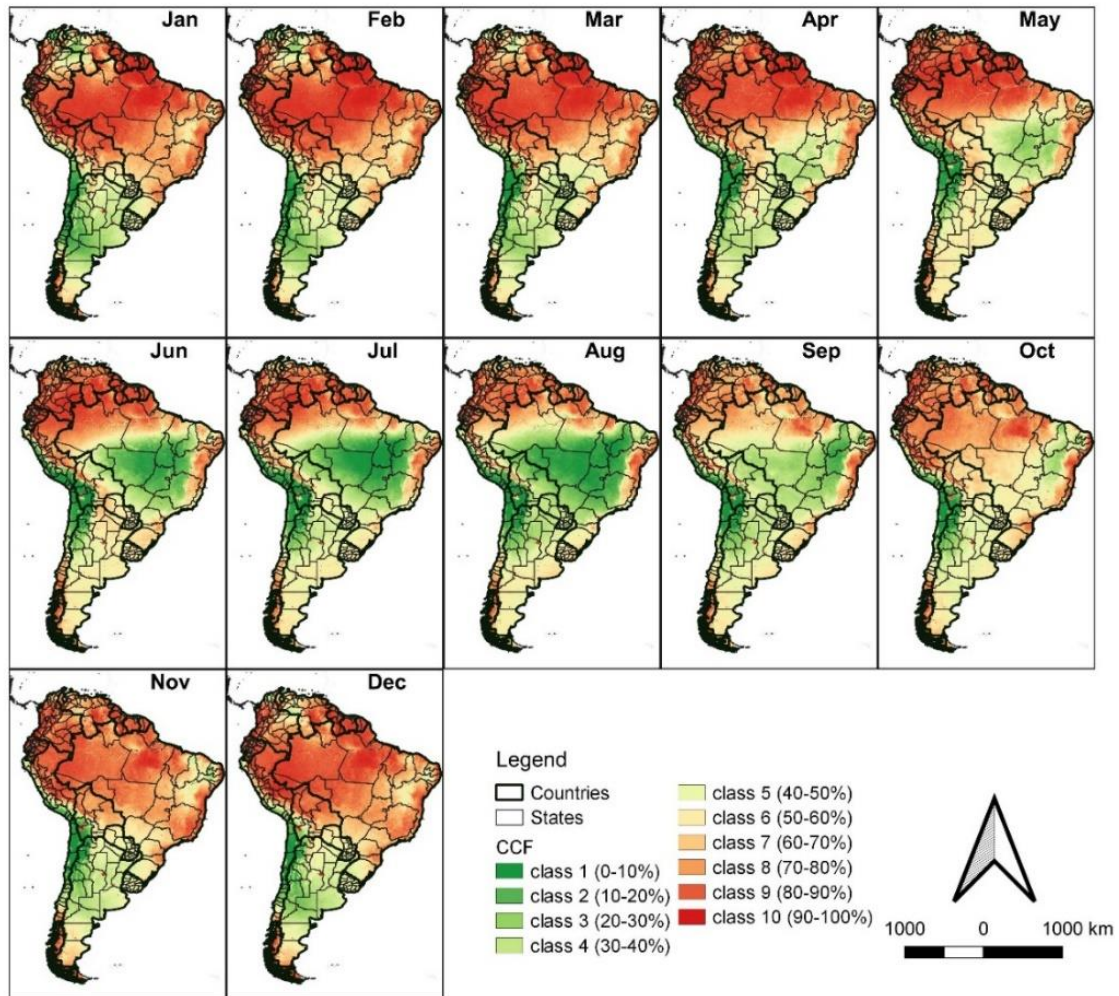 Jan
Feb
Mar
Apr
May
Jun
Jul
Aug
Sep
Oct
Nov
Dec
Legend
Countries
States
CCF
class 1 (0-10%)
class 2 (10-20%)
class 3 (20-30%)
class 4 (30-40%)
class 5 (40-50%)
class 6 (50-60%)
class 7 (60-70%)
class 8 (70-80%)
class 9 (80-90%)
class 10 (90-100%)
1000 0 1000 km